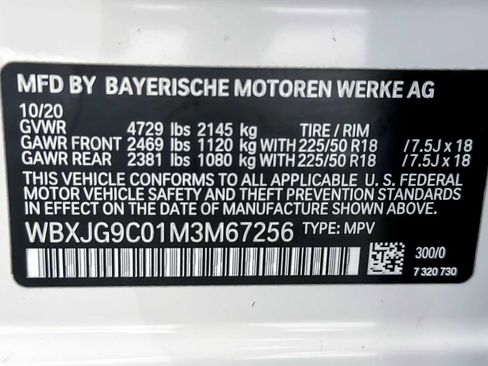 MFD BY BAYERISCHE MOTOREN WERKE AG
10/20
GVWR 4729 lbs 2145 kg TIRE / RIM
GAWR FRONT 2469 lbs 1120 kg WITH 225/50 R18 /7.5J x 18
GAWR REAR 2381 lbs 1080 kg WITH 225/50 R18 /7.5J x 18
THIS VEHICLE CONFORMS TO ALL APPLICABLE U. S. FEDERAL
MOTOR VEHICLE SAFETY AND THEFT
PREVENTION STANDARDS IN EFFECT ON THE DATE OF
MANUFACTURE SHOWN ABOVE.
WBXJG9C01M3M67256 TYPE: MPV
300/0
7 320 730